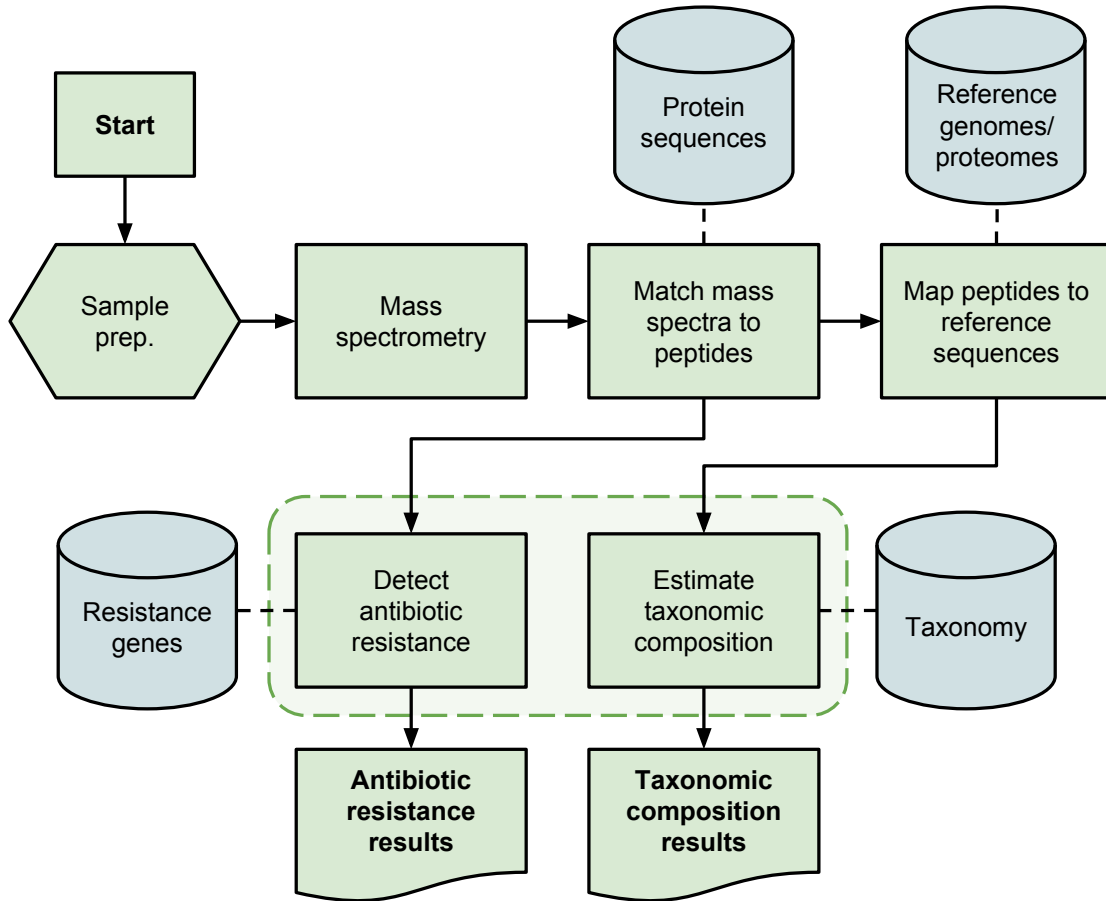 Start
Protein
sequences
Reference
genomes/
proteomes
Sample
prep.
Mass
spectrometry
Match mass
spectra to
peptides
Map peptides to
reference
sequences
Resistance
genes
Detect
antibiotic
resistance
Estimate
taxonomic
composition
Taxonomy
Antibiotic
resistance
results
Taxonomic
composition
results